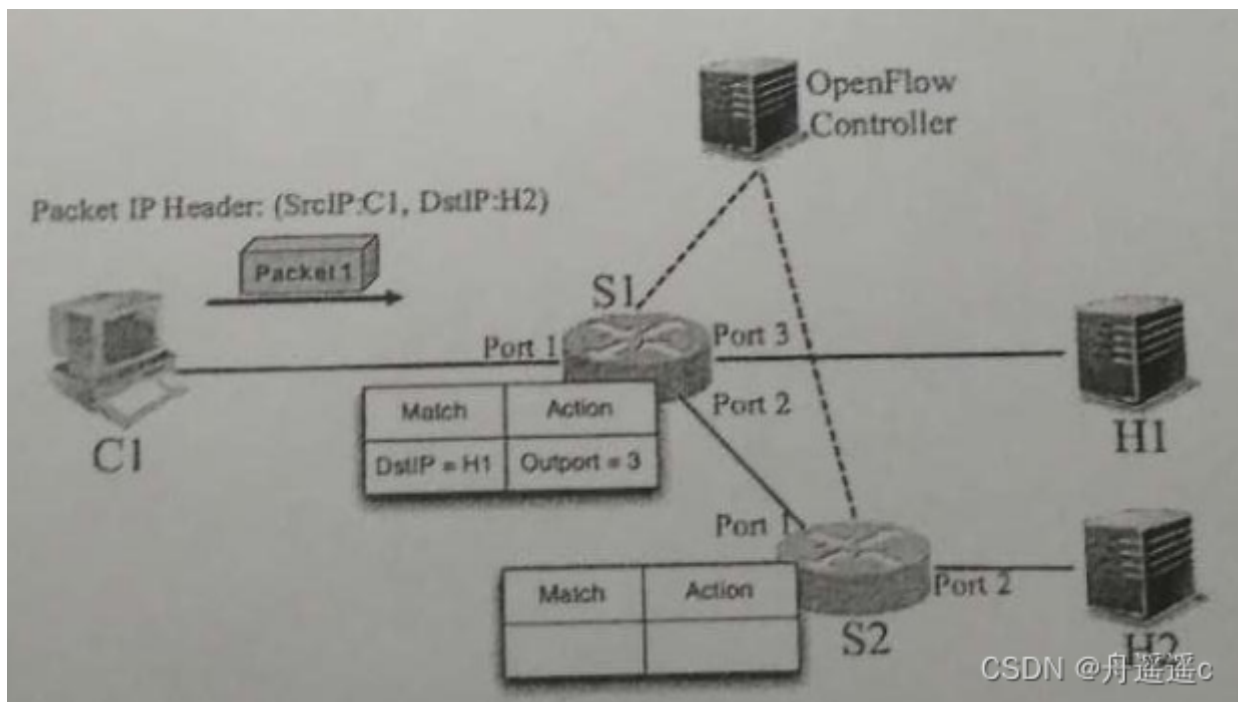 OpenFlow
Controller
Packet IP Header: (SrcIP:C1, DstIP:H2)
Packet 1
S1
Port 1
Port 3
Match Action
Port 2
DstIP = H1 Outport = 3
C1
H1
Port 1
Match Action
Port 2
S2
H2
CSDN @舟遥遥c